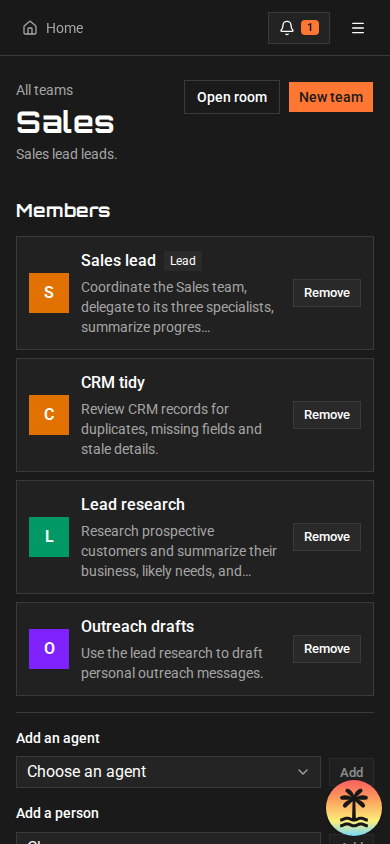 Home
1
All teams
Open room
New team
Sales
Sales lead leads.
Members
S
Sales lead
Lead
Coordinate the Sales team,
delegate to its three specialists,
summarize progres...
Remove
C
CRM tidy
Review CRM records for
duplicates, missing fields and
stale details.
Remove
L
Lead research
Research prospective
customers and summarize their
business, likely needs, and...
Remove
O
Outreach drafts
Use the lead research to draft
personal outreach messages.
Remove
Add an agent
Choose an agent
Add
Add a person